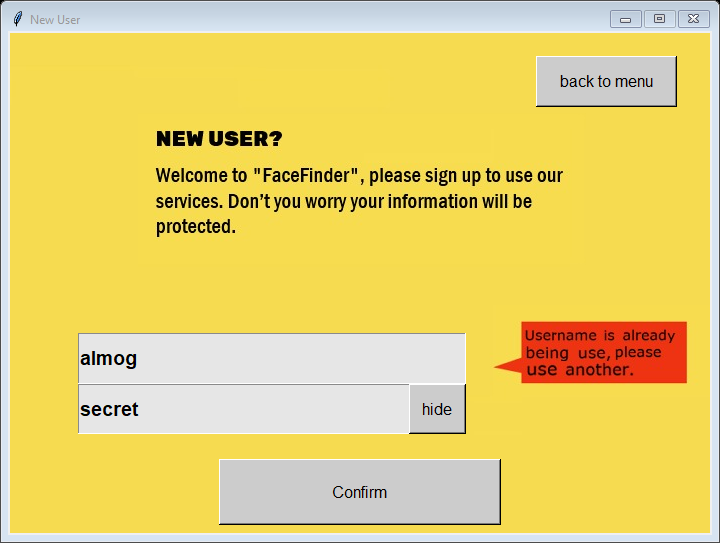 New User
back to menu
NEW USER?
Welcome to "FaceFinder", please sign up to use our
services. Don’t you worry your information will be
protected.
almog
Username is already
being use, please
use another.
secret
hide
Confirm